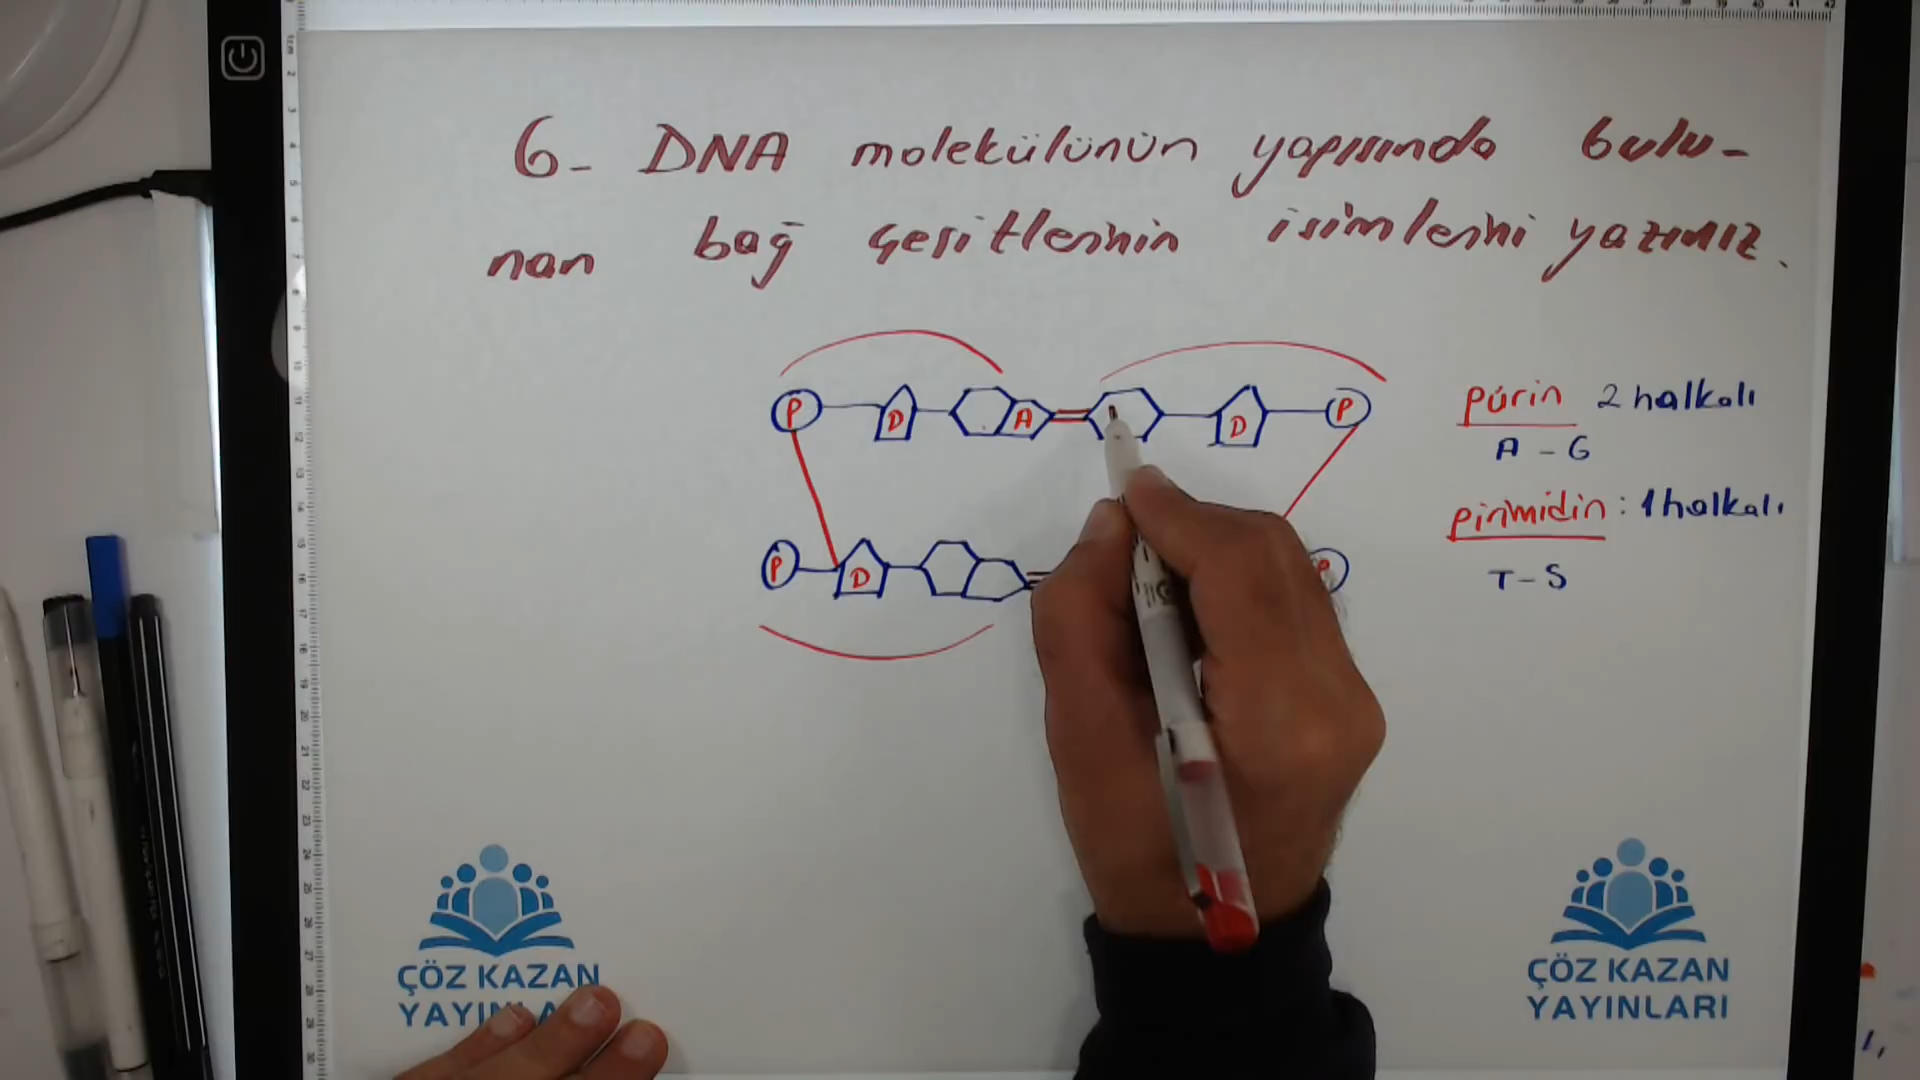 6- DNA molekülünün yapısında bulu-
nan bağ çeşitlerinin isimlerini yazınız.
P D A D P
pürin 2 halkalı
A - G
pirimidin : 1 halkalı
T - S
P D P
ÇÖZ KAZAN
YAYINLARI
ÇÖZ KAZAN